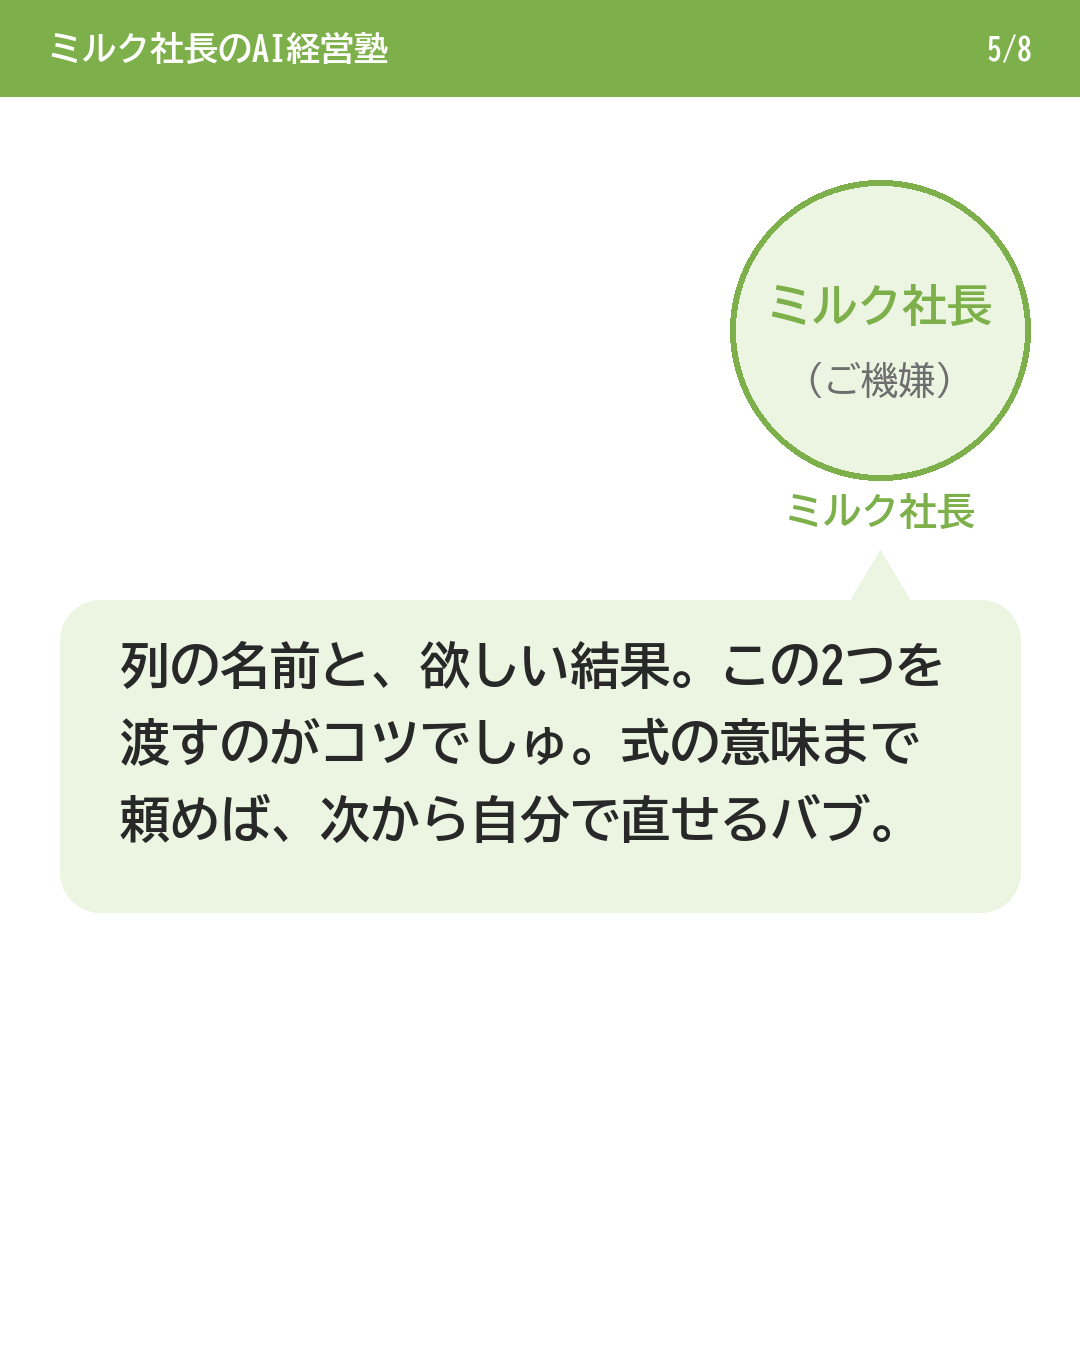 ミルク社長のAI経営塾
5/8
ミルク社長
（ご機嫌）
ミルク社長
列の名前と、欲しい結果。この2つを
渡すのがコツでしゅ。式の意味まで
頼めば、次から自分で直せるバブ。